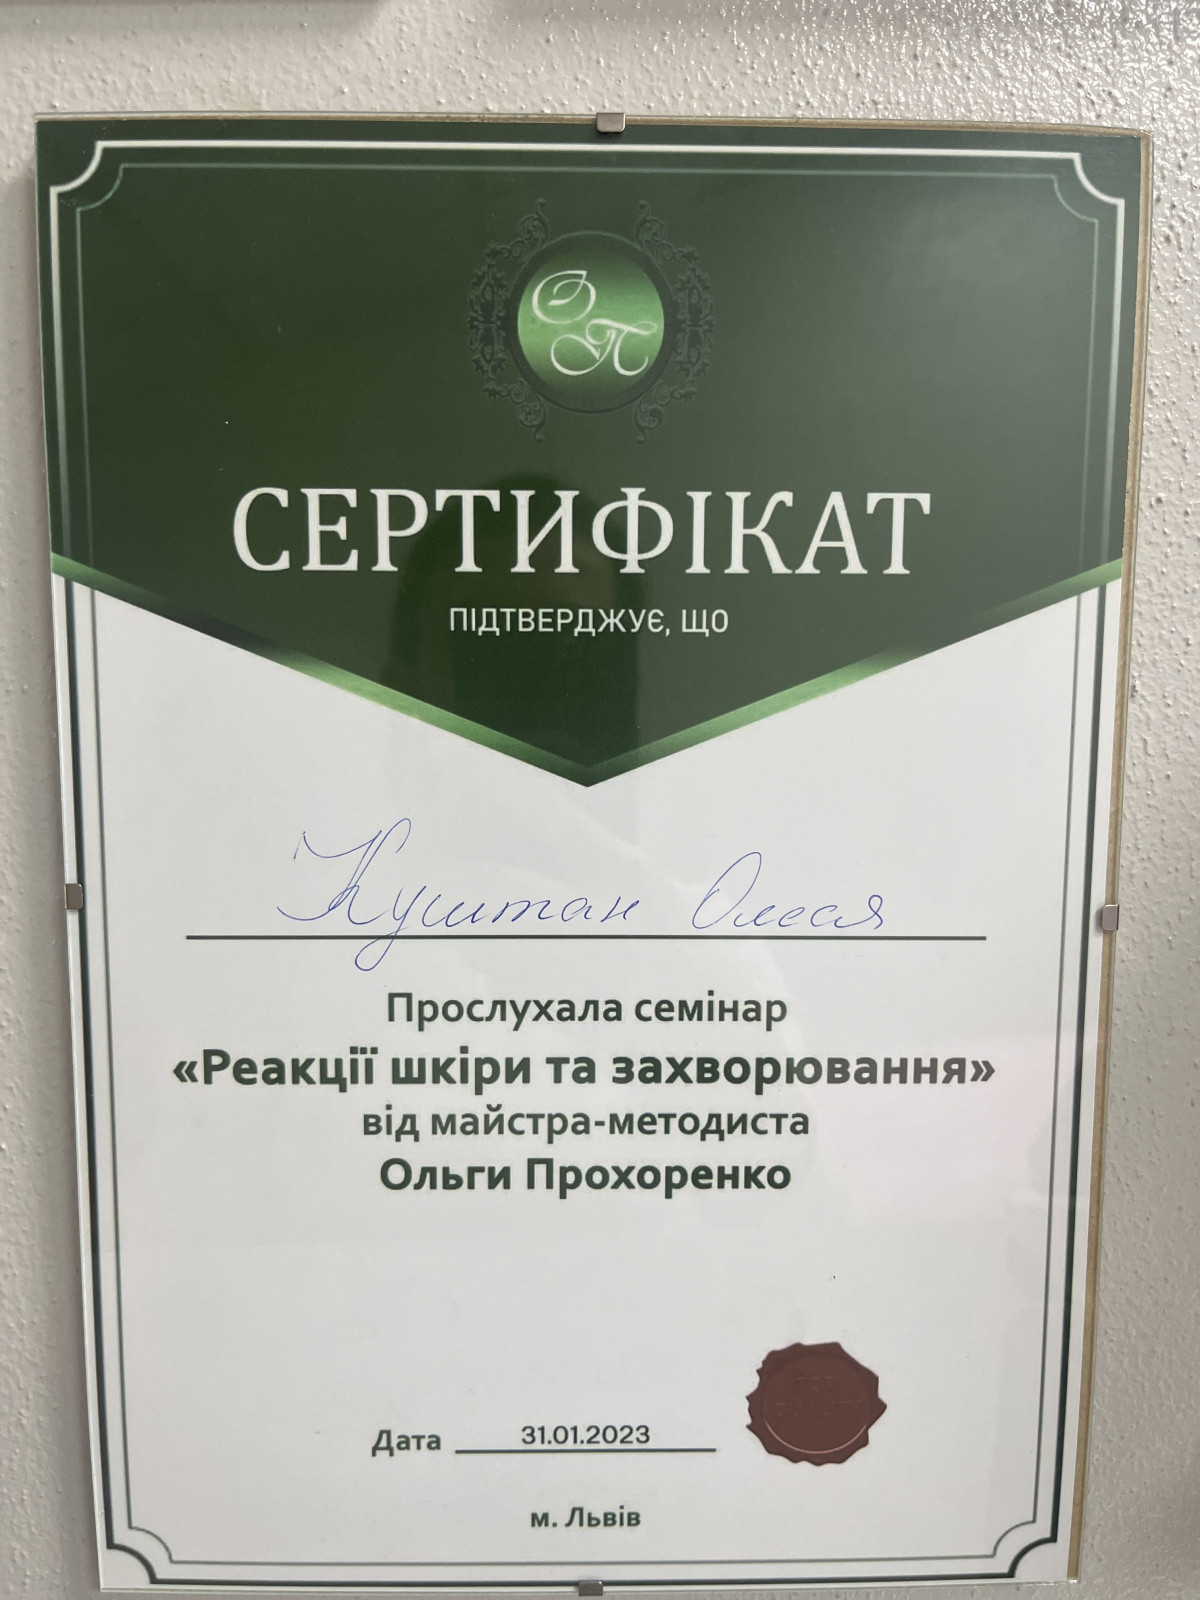 ОП
СЕРТИФІКАТ
ПІДТВЕРДЖУЄ, ЩО
Куштан Олеся
Прослухала семінар
«Реакції шкіри та захворювання»
від майстра-методиста
Ольги Прохоренко
Дата 31.01.2023
м. Львів